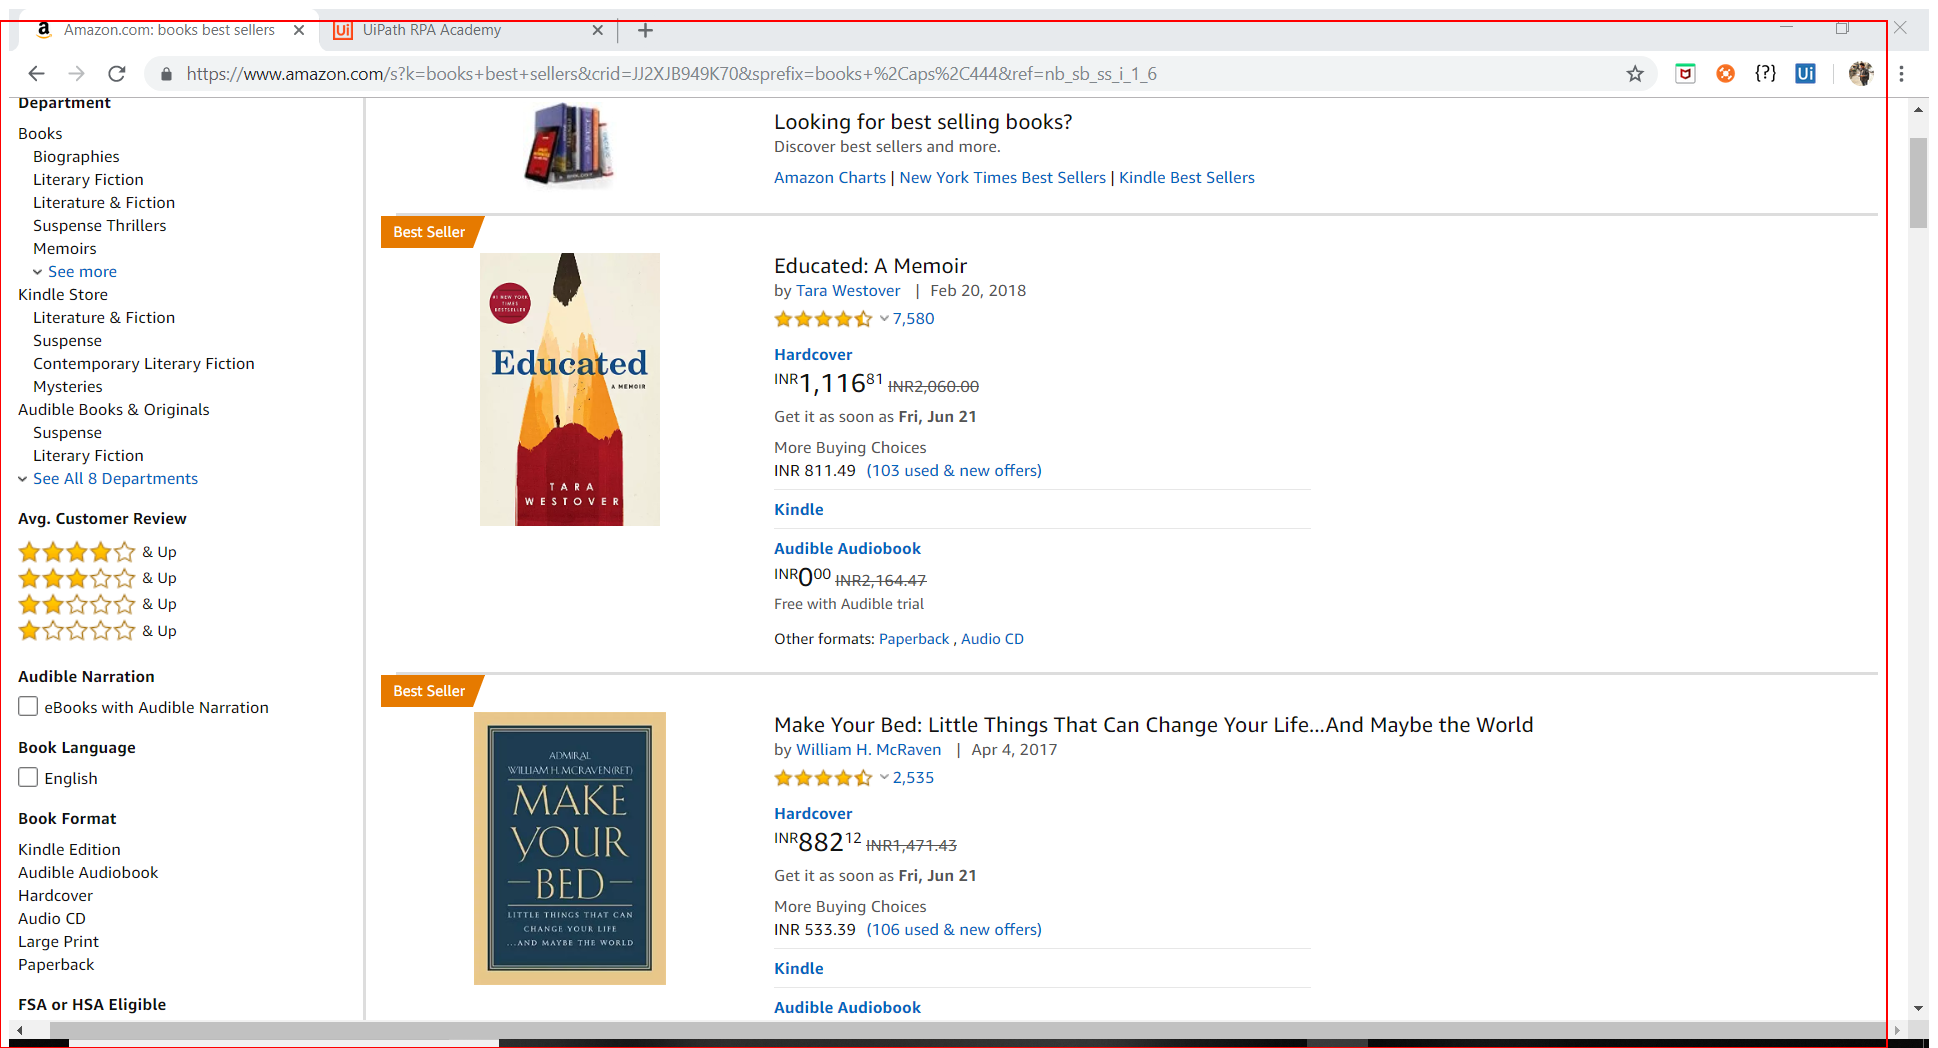 Amazon.com: books best sellers
UiPath RPA Academy
https://www.amazon.com/s?k=books+best+sellers&crid=JJ2XJB949K70&sprefix=books+%2Caps%2C444&ref=nb_sb_ss_i_1_6
{?}
Ui
Department
Books
Biographies
Literary Fiction
Literature & Fiction
Suspense Thrillers
Memoirs
See more
Kindle Store
Literature & Fiction
Suspense
Contemporary Literary Fiction
Mysteries
Audible Books & Originals
Suspense
Literary Fiction
See All 8 Departments
Avg. Customer Review
& Up
& Up
& Up
& Up
Audible Narration
eBooks with Audible Narration
Book Language
English
Book Format
Kindle Edition
Audible Audiobook
Hardcover
Audio CD
Large Print
Paperback
FSA or HSA Eligible
Looking for best selling books?
Discover best sellers and more.
Amazon Charts | New York Times Best Sellers | Kindle Best Sellers
Best Seller
#1 NEW YORK
TIMES
BESTSELLER
Educated
A MEMOIR
TARA
WESTOVER
Educated: A Memoir
by Tara Westover | Feb 20, 2018
7,580
Hardcover
INR1,11681 INR2,060.00
Get it as soon as Fri, Jun 21
More Buying Choices
INR 811.49 (103 used & new offers)
Kindle
Audible Audiobook
INR000 INR2,164.47
Free with Audible trial
Other formats: Paperback , Audio CD
Best Seller
ADMIRAL
WILLIAM H. MCRAVEN (RET)
MAKE
YOUR
BED
LITTLE THINGS THAT CAN
CHANGE YOUR LIFE
...AND MAYBE THE WORLD
Make Your Bed: Little Things That Can Change Your Life...And Maybe the World
by William H. McRaven | Apr 4, 2017
2,535
Hardcover
INR88212 INR1,471.43
Get it as soon as Fri, Jun 21
More Buying Choices
INR 533.39 (106 used & new offers)
Kindle
Audible Audiobook